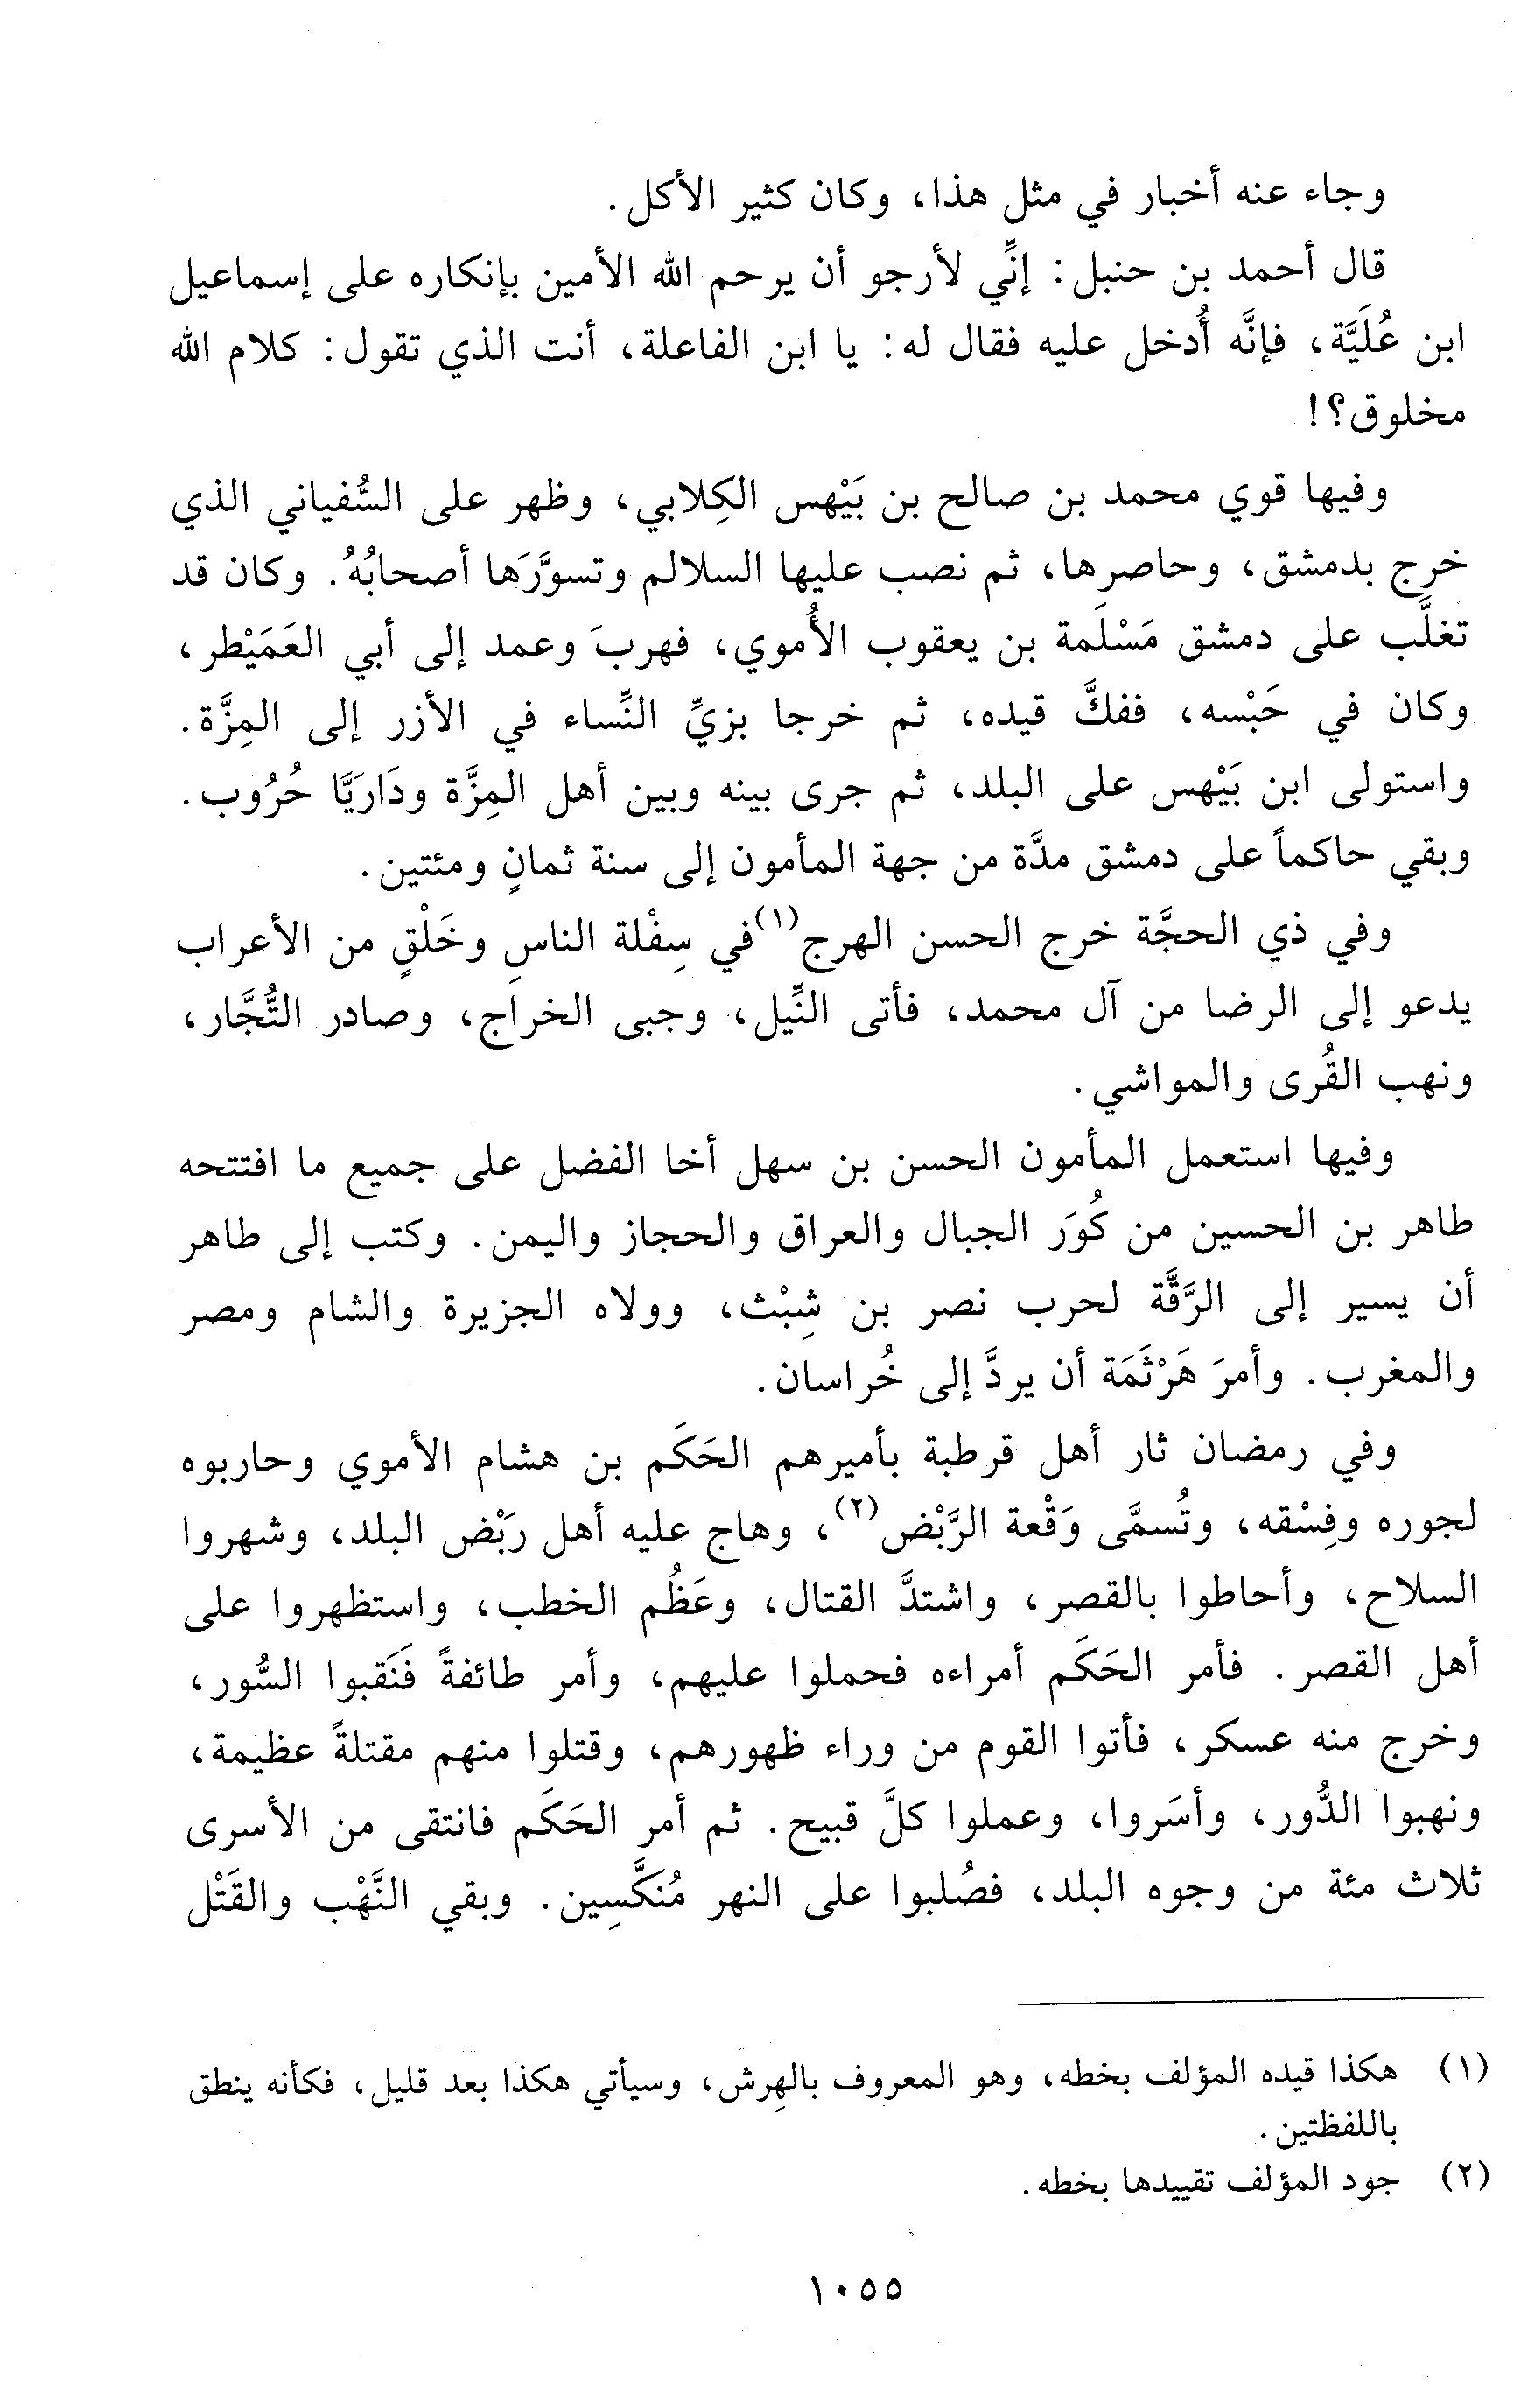 وجاء عنه أخبار في مثل هذا، وكان كثير الأكل.
قال أحمد بن حنبل: إنِّي لأرجو أن يرحم الله الأمين بإنكاره على إسماعيل
ابن عُلَيَّة، فإنَّه أُدخل عليه فقال له: يا ابن الفاعلة، أنت الذي تقول: كلام الله
مخلوق؟!
وفيها قوي محمد بن صالح بن بَيْهس الكِلابي، وظهر على السُّفياني الذي
خرج بدمشق، وحاصرها، ثم نصب عليها السلالم وتسوَّرَها أصحابُهُ. وكان قد
تغلَّب على دمشق مَسْلَمة بن يعقوب الأُموي، فهربَ وعمد إلى أبي العَمَيْطر،
وكان في حَبْسه، ففكَّ قيده، ثم خرجا بزيِّ النِّساء في الأزر إلى المِزَّة.
واستولى ابن بَيْهس على البلد، ثم جرى بينه وبين أهل المِزَّة ودَارَيَّا حُرُوب.
وبقي حاكماً على دمشق مدَّة من جهة المأمون إلى سنة ثمانٍ ومئتين.
وفي ذي الحجَّة خرج الحسن الهرج(١) في سِفْلة الناسِ وخَلْقٍ من الأعراب
يدعو إلى الرضا من آل محمد، فأتى النِّيل، وجبى الخراج، وصادر التُّجَّار،
ونهب القُرى والمواشي.
وفيها استعمل المأمون الحسن بن سهل أخا الفضل على جميع ما افتتحه
طاهر بن الحسين من كُوَر الجبال والعراق والحجاز واليمن. وكتب إلى طاهر
أن يسير إلى الرَّقَّة لحرب نصر بن شِبْث، وولاه الجزيرة والشام ومصر
والمغرب. وأمرَ هَرْثَمَة أن يردَّ إلى خُراسان.
وفي رمضان ثار أهل قرطبة بأميرهم الحَكَم بن هشام الأموي وحاربوه
لجوره وفِسْقه، وتُسمَّى وَقْعة الرَّبْض(٢)، وهاج عليه أهل ربْض البلد، وشهروا
السلاح، وأحاطوا بالقصر، واشتدَّ القتال، وعَظُم الخطب، واستظهروا على
أهل القصر. فأمر الحَكَم أمراءه فحملوا عليهم، وأمر طائفةً فَنَقبوا السُّور،
وخرج منه عسكر، فأتوا القوم من وراء ظهورهم، وقتلوا منهم مقتلةً عظيمة،
ونهبوا الدُّور، وأسَروا، وعملوا كلَّ قبيح. ثم أمر الحَكَم فانتقى من الأسرى
ثلاث مئة من وجوه البلد، فصُلبوا على النهر مُنَكَّسِين. وبقي النَّهْب والقَتْل
(١) هكذا قيده المؤلف بخطه، وهو المعروف بالهِرش، وسيأتي هكذا بعد قليل، فكأنه ينطق
باللفظتين.
(٢) جود المؤلف تقييدها بخطه.
١٠٥٥